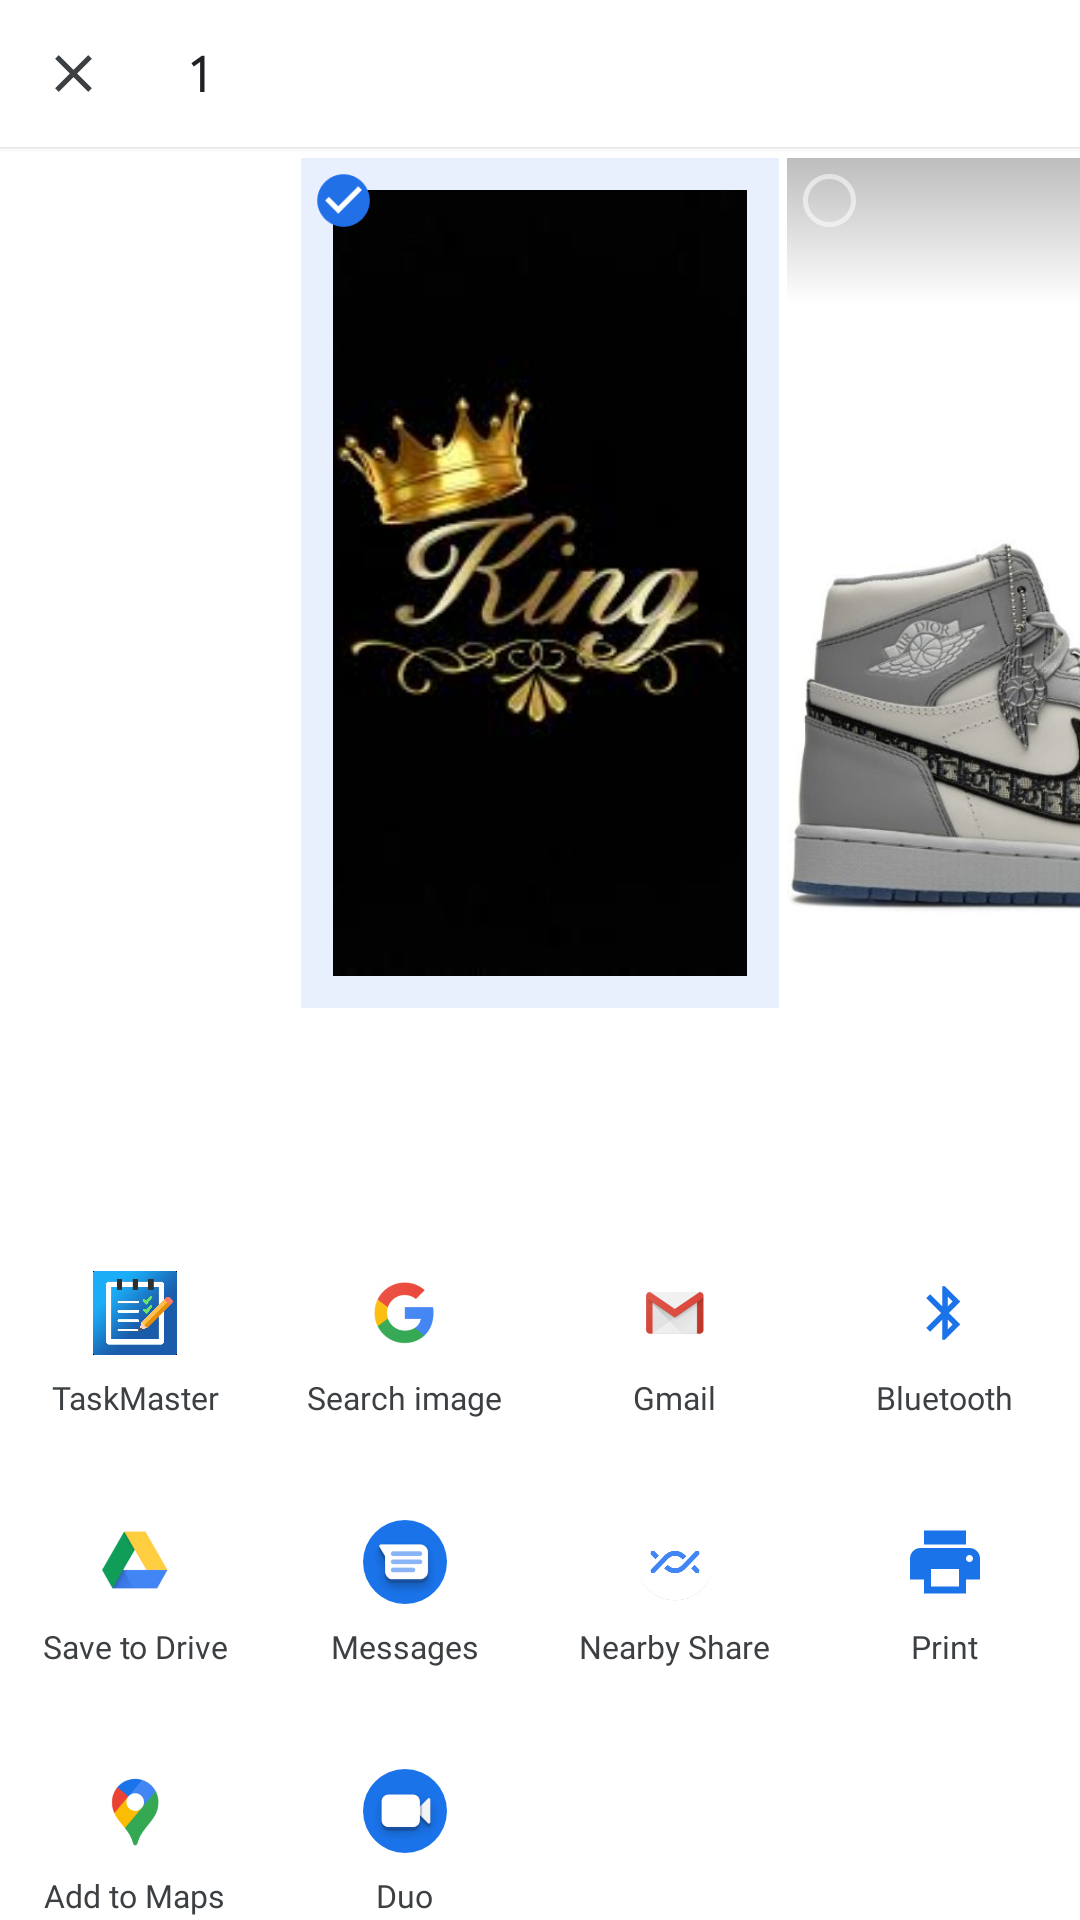 1
King
AIR DIOR
TaskMaster
Search image
Gmail
Bluetooth
Save to Drive
Messages
Nearby Share
Print
Add to Maps
Duo